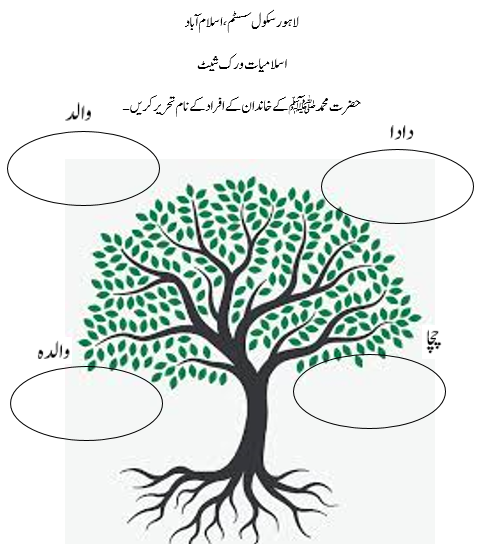 لاہور سکول سسٹم، اسلام آباد
اسلامیات ورک شیٹ
حضرت محمد ﷺ کے خاندان کے افراد کے نام تحریر کریں۔
والد
دادا
چچا
والدہ